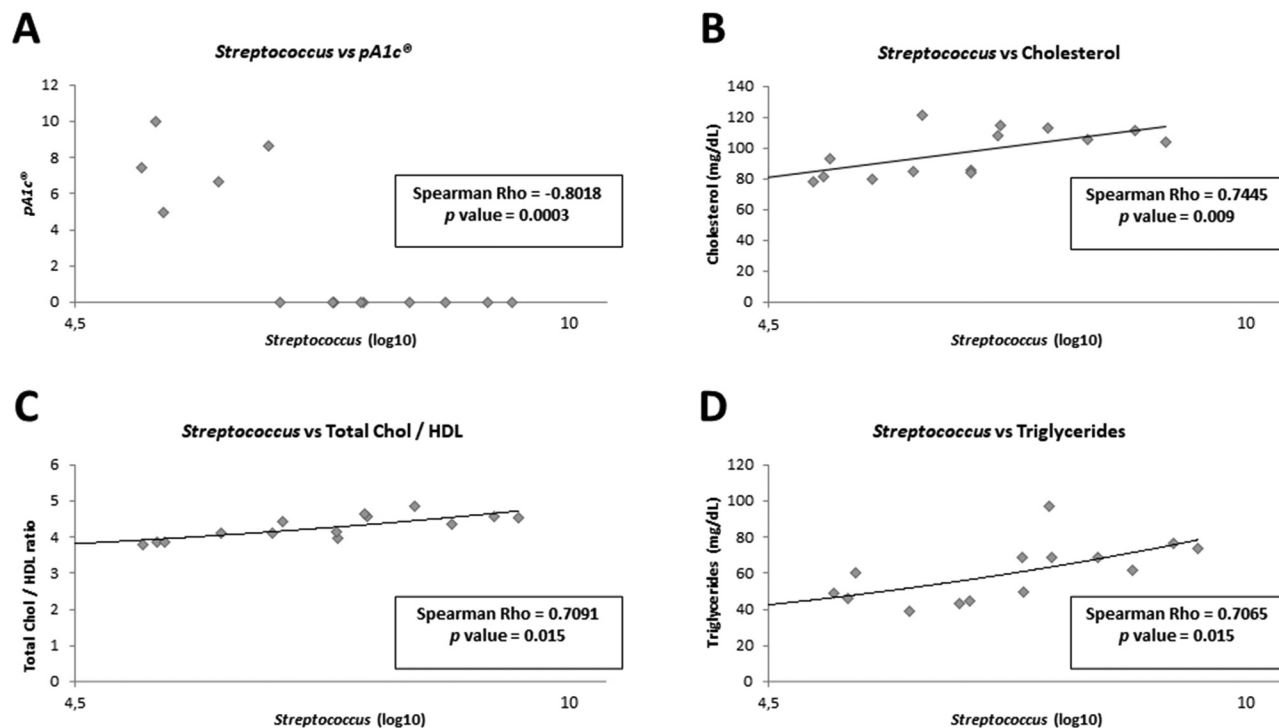 A
Streptococcus vs pA1c®
12
10
8
6
4
2
0
pA1c®
Spearman Rho = -0.8018
p value = 0.0003
4,5
10
Streptococcus (log10)
B
Streptococcus vs Cholesterol
140
120
100
80
60
40
20
0
Cholesterol (mg/dL)
Spearman Rho = 0.7445
p value = 0.009
4,5
10
Streptococcus (log10)
C
Streptococcus vs Total Chol / HDL
6
5
4
3
2
1
0
Total Chol / HDL ratio
Spearman Rho = 0.7091
p value = 0.015
4,5
10
Streptococcus (log10)
D
Streptococcus vs Triglycerides
120
100
80
60
40
20
0
Triglycerides (mg/dL)
Spearman Rho = 0.7065
p value = 0.015
4,5
10
Streptococcus (log10)